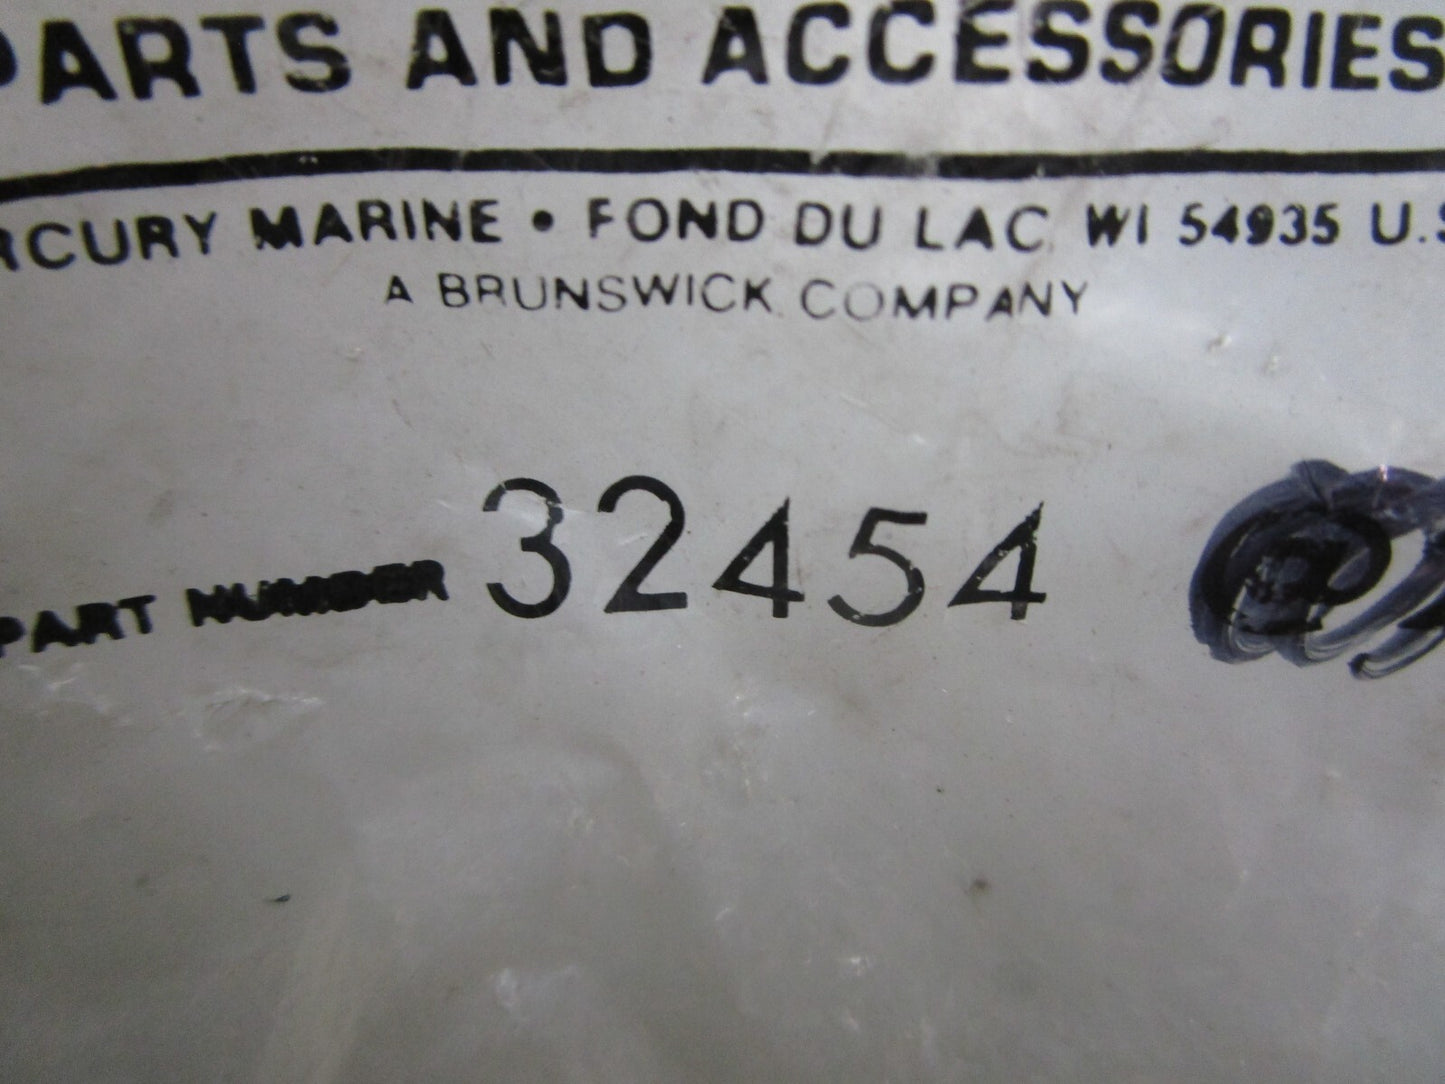 PARTS AND ACCESSORIES
RCURY MARINE • FOND DU LAC, WI 54935 U.S
A BRUNSWICK COMPANY
PART NUMBER 32454